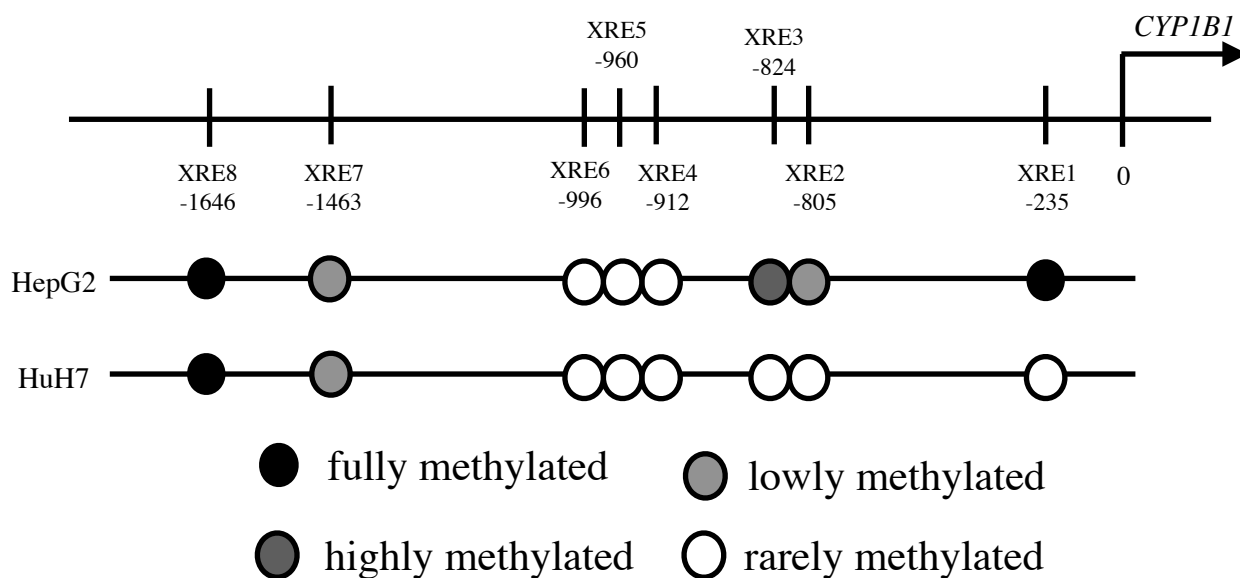 CYP1B1
XRE5
-960
XRE3
-824
XRE8
-1646
XRE7
-1463
XRE6
-996
XRE4
-912
XRE2
-805
XRE1
-235
0
HepG2
HuH7
fully methylated
lowly methylated
highly methylated
rarely methylated